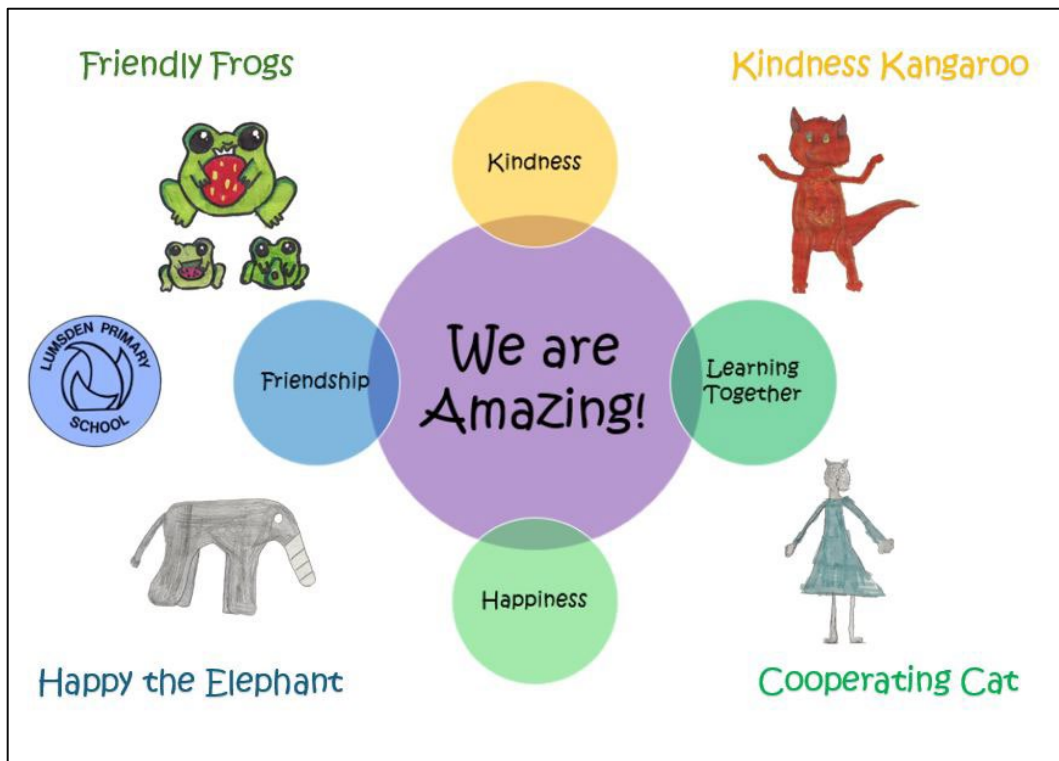 Friendly Frogs
Kindness Kangaroo
Kindness
LUMSDEN PRIMARY
SCHOOL
Friendship
We are
Amazing!
Learning
Together
Happiness
Happy the Elephant
Cooperating Cat